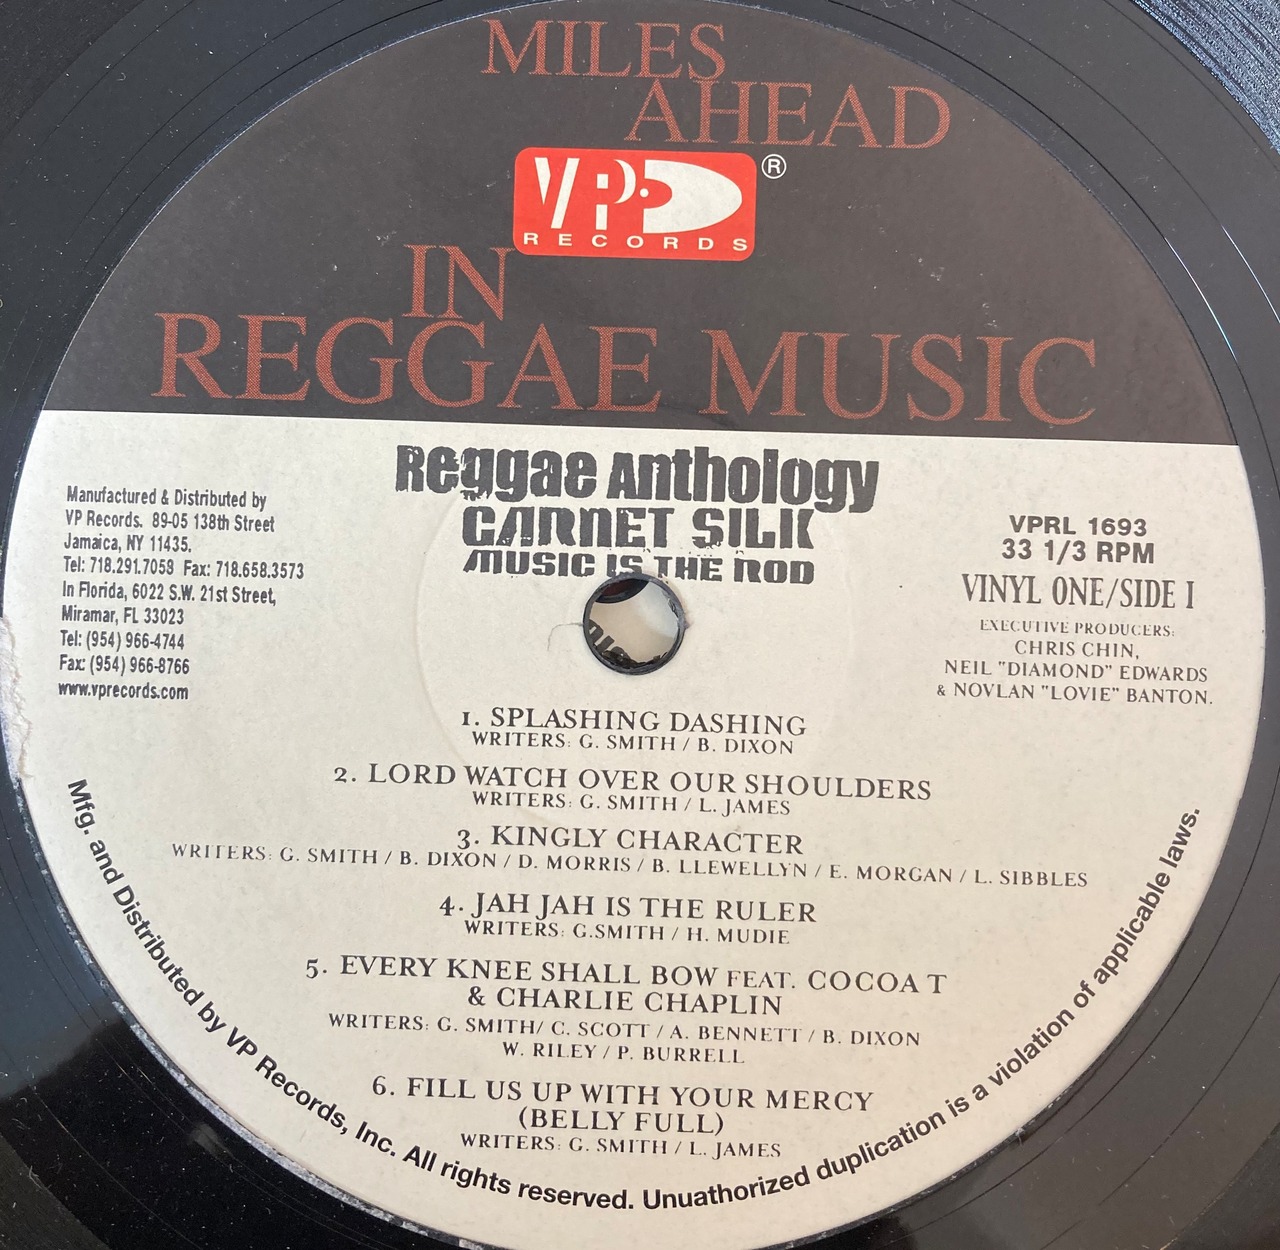 MILES
AHEAD
VP
RECORDS
®
IN
REGGAE MUSIC
Reggae Anthology
GARNET SILK
MUSIC IS THE ROD
Manufactured & Distributed by
VP Records. 89-05 138th Street
Jamaica, NY 11435.
Tel: 718.291.7058 Fax: 718.658.3573
In Florida, 6022 S.W. 21st Street,
Miramar, FL 33023
Tel: (954) 966-4744
Fax: (954) 966-8766
www.vprecords.com
VPRL 1693
33 1/3 RPM
VINYL ONE/SIDE I
EXECUTIVE PRODUCERS:
CHRIS CHIN,
NEIL "DIAMOND" EDWARDS
& NOVLAN "LOVIE" BANTON.
1. SPLASHING DASHING
WRITERS: G. SMITH / B. DIXON
2. LORD WATCH OVER OUR SHOULDERS
WRITERS: G. SMITH / L. JAMES
3. KINGLY CHARACTER
WRITERS: G. SMITH / B. DIXON / D. MORRIS / B. LLEWELLYN / E. MORGAN / L. SIBBLES
4. JAH JAH IS THE RULER
WRITERS: G.SMITH / H. MUDIE
5. EVERY KNEE SHALL BOW FEAT. COCOA T
& CHARLIE CHAPLIN
WRITERS: G. SMITH/ C. SCOTT / A. BENNETT / B. DIXON
W. RILEY / P. BURRELL
6. FILL US UP WITH YOUR MERCY
(BELLY FULL)
WRITERS: G. SMITH / L. JAMES
Mfg. and Distributed by VP Records, Inc. All rights reserved. Unuathorized duplication is a violation of applicable laws.